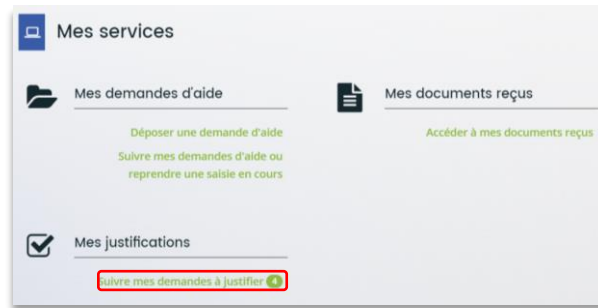 Mes services
Mes demandes d'aide
Déposer une demande d'aide
Suivre mes demandes d'aide ou
reprendre une saisie en cours
Mes documents reçus
Accéder à mes documents reçus
Mes justifications
Suivre mes demandes à justifier 4